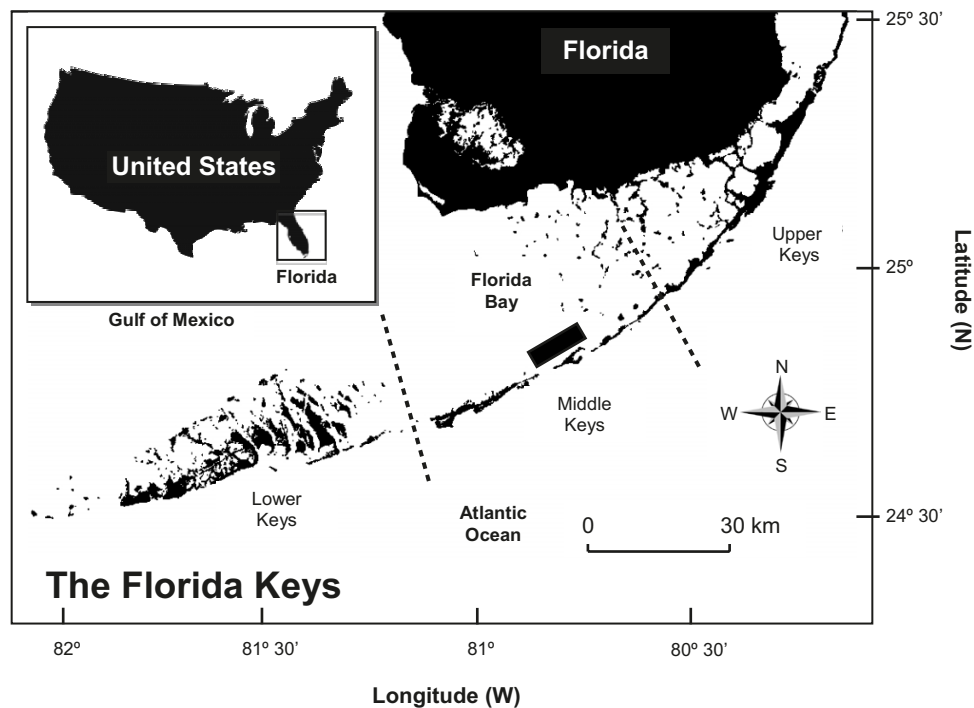 Florida
25º 30’
United States
Florida
Gulf of Mexico
Florida
Bay
Upper
Keys
25º
Latitude (N)
Middle
Keys
N
W
E
S
Lower
Keys
Atlantic
Ocean
0
30 km
24º 30’
The Florida Keys
82º
81º 30’
81º
80º 30’
Longitude (W)